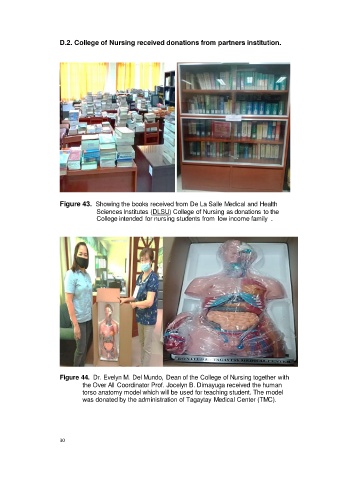 D.2. College of Nursing received donations from partners institution.
Figure 43. Showing the books received from De La Salle Medical and Health
Sciences Institutes (DLSU) College of Nursing as donations to the
College intended for nursing students from low income family .
DONATED BY: TAGAYTAY MEDICAL CENTER
Figure 44. Dr. Evelyn M. Del Mundo, Dean of the College of Nursing together with
the Over All Coordinator Prof. Jocelyn B. Dimayuga received the human
torso anatomy model which will be used for teaching student. The model
was donated by the administration of Tagaytay Medical Center (TMC).
30